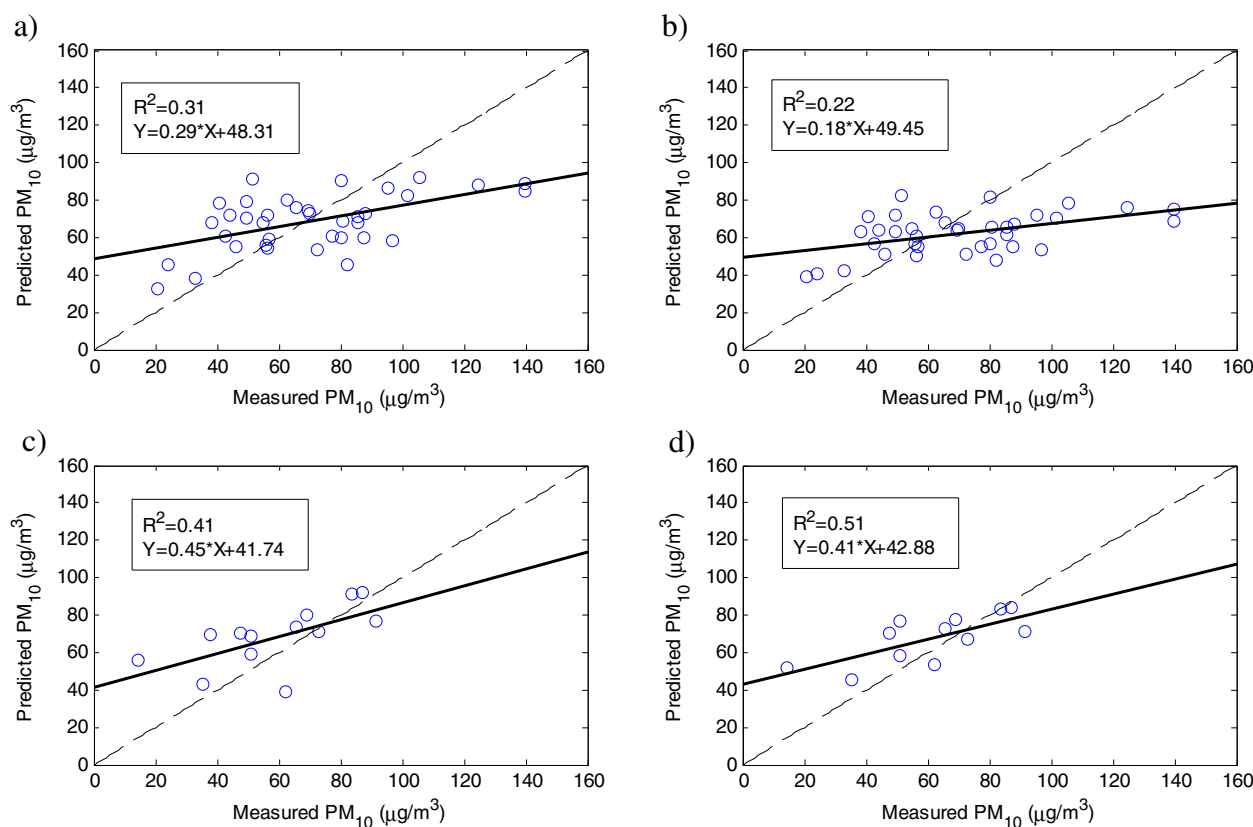 a)
160
140
120
100
80
60
40
20
0
R²=0.31
Y=0.29*X+48.31
0 20 40 60 80 100 120 140 160
Measured PM₁₀ (μg/m³)
Predicted PM₁₀ (μg/m³)
b)
160
140
120
100
80
60
40
20
0
R²=0.22
Y=0.18*X+49.45
0 20 40 60 80 100 120 140 160
Measured PM₁₀ (μg/m³)
Predicted PM₁₀ (μg/m³)
c)
160
140
120
100
80
60
40
20
0
R²=0.41
Y=0.45*X+41.74
0 20 40 60 80 100 120 140 160
Measured PM₁₀ (μg/m³)
Predicted PM₁₀ (μg/m³)
d)
160
140
120
100
80
60
40
20
0
R²=0.51
Y=0.41*X+42.88
0 20 40 60 80 100 120 140 160
Measured PM₁₀ (μg/m³)
Predicted PM₁₀ (μg/m³)